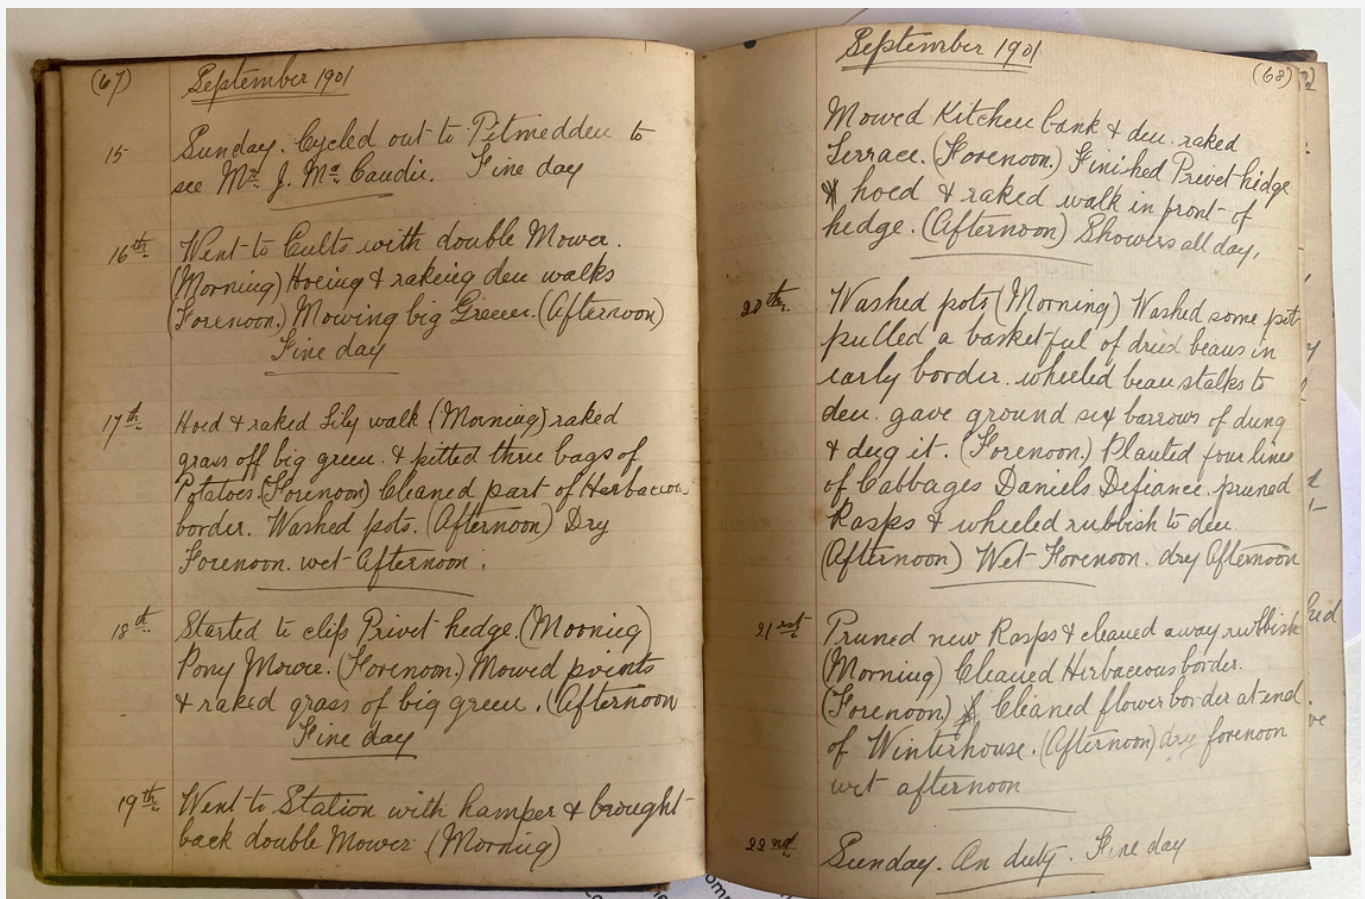 (67) September 1901
15 Sunday. Cycled out to Pitmedden to
see Mr. J. Mc. Caudie. Fine day
16th. Went to Cults with double Mower.
(Morning) Hoeing & raking den walks
(Forenoon.) Mowing big Green. (Afternoon)
Fine day
17th. Hoed & raked Lily walk (Morning) raked
grass off big green. & pitted three bags of
Potatoes. (Forenoon) Cleaned part of Herbaceou
border. Washed pots. (Afternoon) Dry
Forenoon. wet Afternoon.
18th. Started to clip Privet hedge. (Morning)
Pony Mower. (Forenoon.) Mowed points
& raked grass of big green. (Afternoon
Fine day
19th. Went to Station with hamper & brought
back double Mower (Morning)
September 1901 (68)
Mowed Kitchen bank & den. raked
Terrace. (Forenoon.) Finished Privet hedge
hoed & raked walk in front of
hedge. (Afternoon) Showers all day.
20th. Washed pots (Morning) Washed some pot
pulled a basketful of dried beans in
early border. wheeled bean stalks to
den. gave ground six barrows of dung
& dug it. (Forenoon.) Planted four lines
of Cabbages Daniels Defiance. pruned
Rasps & wheeled rubbish to den
(Afternoon) Wet Forenoon. dry Afternoon
21rst Pruned new Rasps & cleaned away rubbish
(Morning) Cleaned Herbaceous border.
(Forenoon) Cleaned flower border at end
of Winterhouse. (Afternoon) dry forenoon
wet afternoon
22nd. Sunday. On duty. Fine day